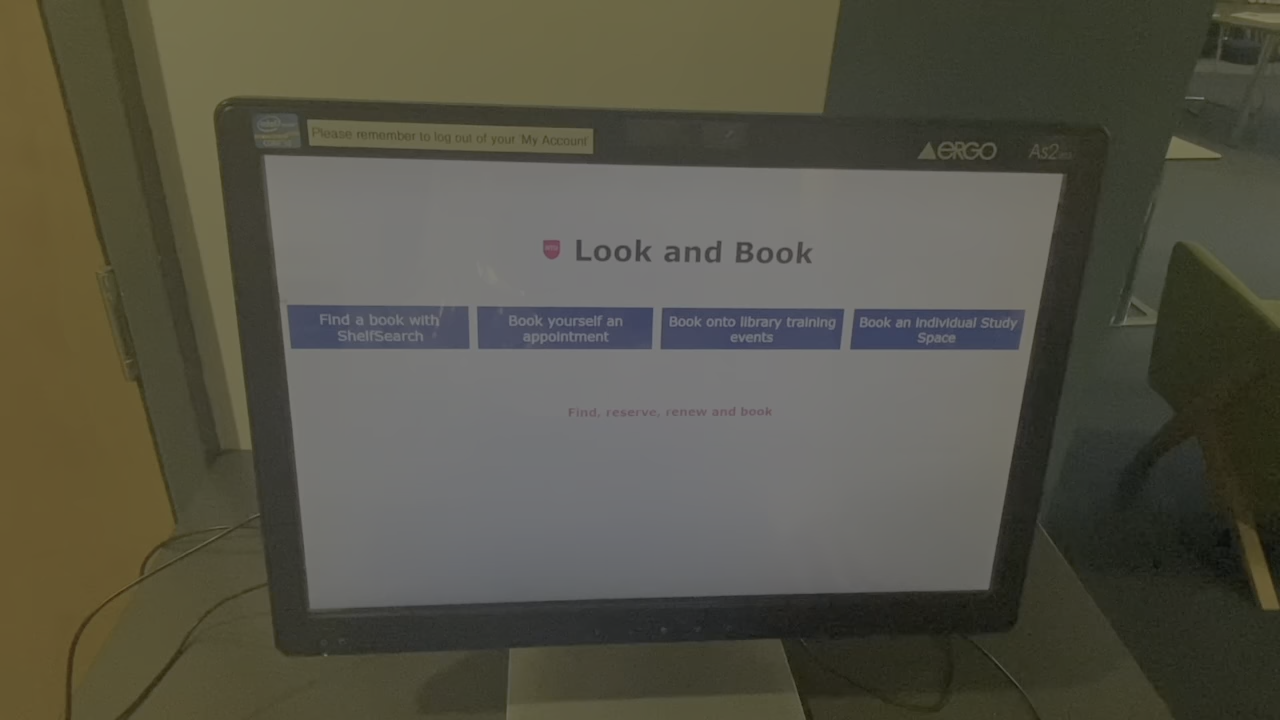 Please remember to log out of your 'My Account'
intel
ERGO
As2
Look and Book
Find a book with
ShelfSearch
Book yourself an
appointment
Book onto library training
events
Book an Individual Study
Space
Find, reserve, renew and book